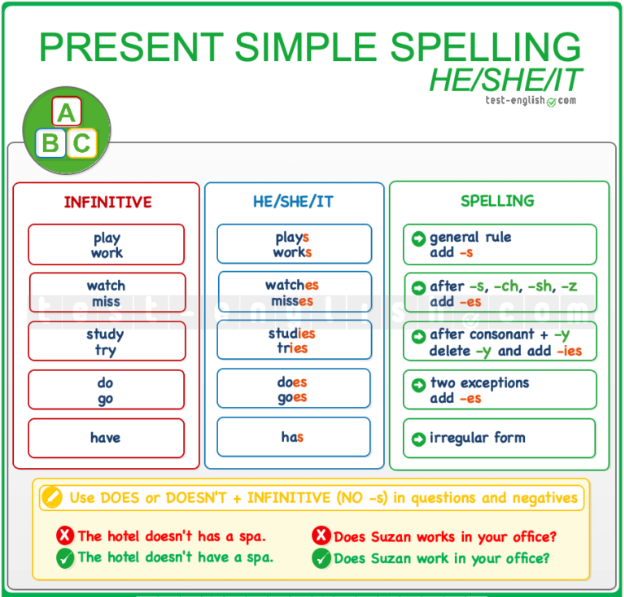 PRESENT SIMPLE SPELLING
HE/SHE/IT
test-english.com
A
B C
INFINITIVE
play
work
watch
miss
study
try
do
go
have
HE/SHE/IT
plays
works
watches
misses
studies
tries
does
goes
has
SPELLING
general rule
add -s
after -s, -ch, -sh, -z
add -es
after consonant + -y
delete -y and add -ies
two exceptions
add -es
irregular form
test-english.com
Use DOES or DOESN'T + INFINITIVE (NO -s) in questions and negatives
The hotel doesn't has a spa.
The hotel doesn't have a spa.
Does Suzan works in your office?
Does Suzan work in your office?